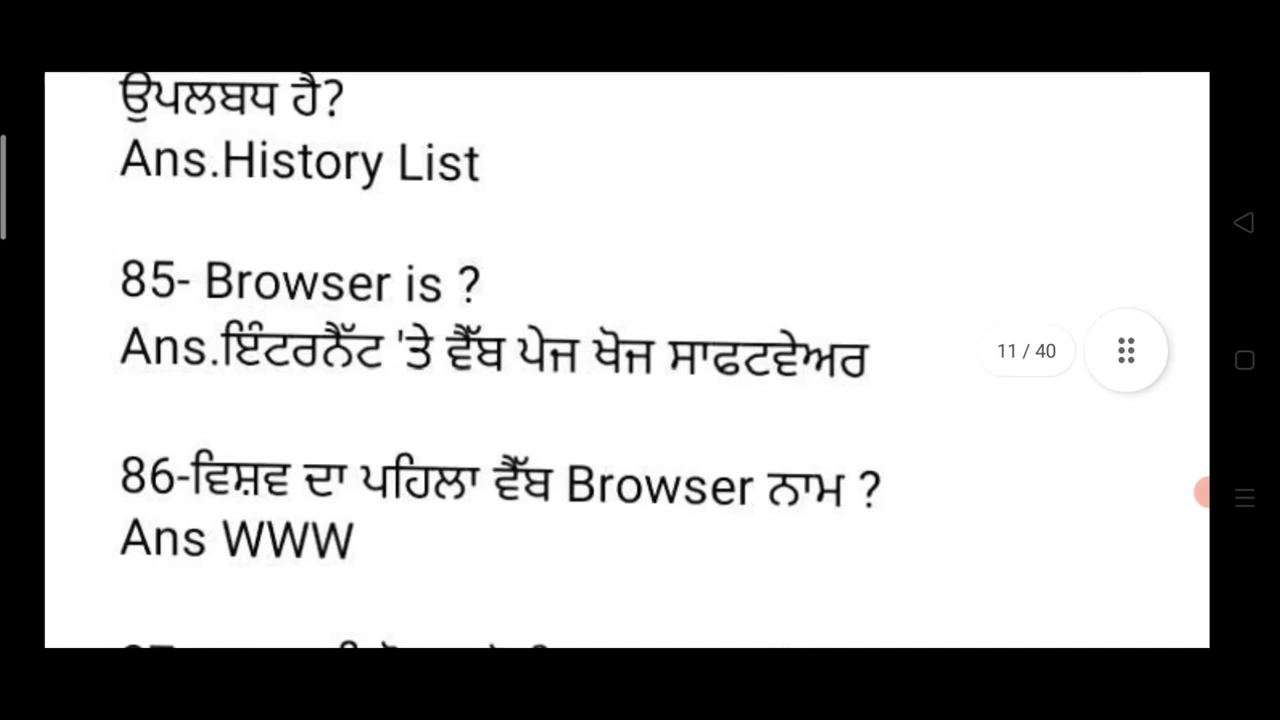 ਉਪਲਬਧ ਹੈ?
Ans.History List
85- Browser is ?
Ans.ਇੰਟਰਨੈੱਟ 'ਤੇ ਵੈੱਬ ਪੇਜ ਖੋਜ ਸਾਫਟਵੇਅਰ
11 / 40
86-ਵਿਸ਼ਵ ਦਾ ਪਹਿਲਾ ਵੈੱਬ Browser ਨਾਮ ?
Ans WWW